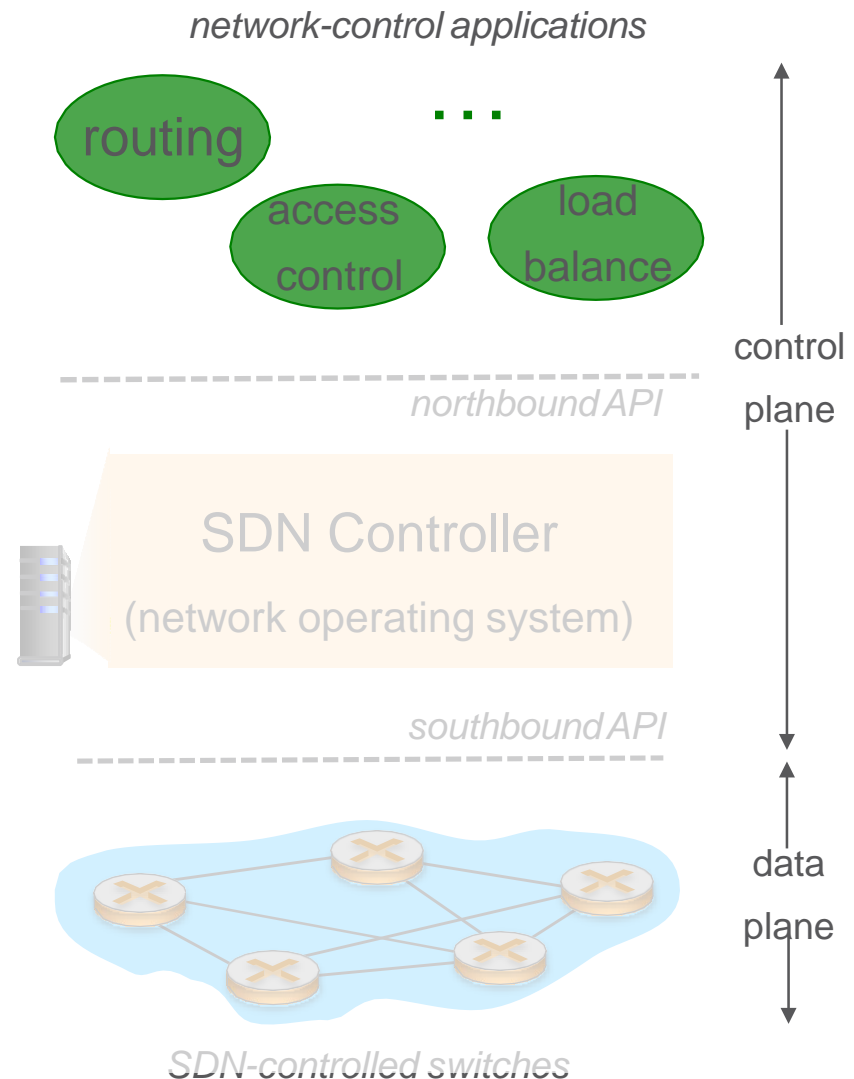 network-control applications
routing
...
access
control
load
balance
control
plane
northbound API
SDN Controller
(network operating system)
southbound API
data
plane
SDN-controlled switches